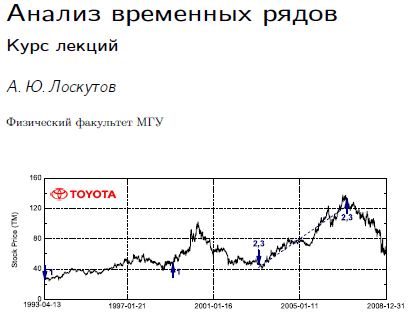 Анализ временных рядов
Курс лекций
А. Ю. Лоскутов
Физический факультет МГУ
160
TOYOTA
120
2,3
80
2,3
Stock Price (TM)
40
1
0
1993-04-13 1997-01-21 2001-01-16 2005-01-11 2008-12-31